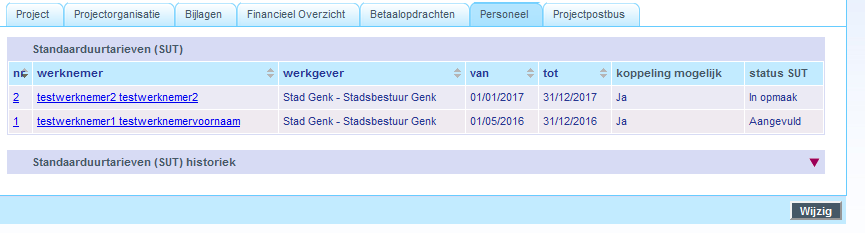 Project Projectorganisatie Bijlagen Financieel Overzicht Betaalopdrachten Personeel Projectpostbus
Standaarduurtarieven (SUT)
nr. werknemer werkgever van tot koppeling mogelijk status SUT
2 testwerknemer2 testwerknemer2 Stad Genk - Stadsbestuur Genk 01/01/2017 31/12/2017 Ja In opmaak
1 testwerknemer1 testwerknemervoornaam Stad Genk - Stadsbestuur Genk 01/05/2016 31/12/2016 Ja Aangevuld
Standaarduurtarieven (SUT) historiek
Wijzig